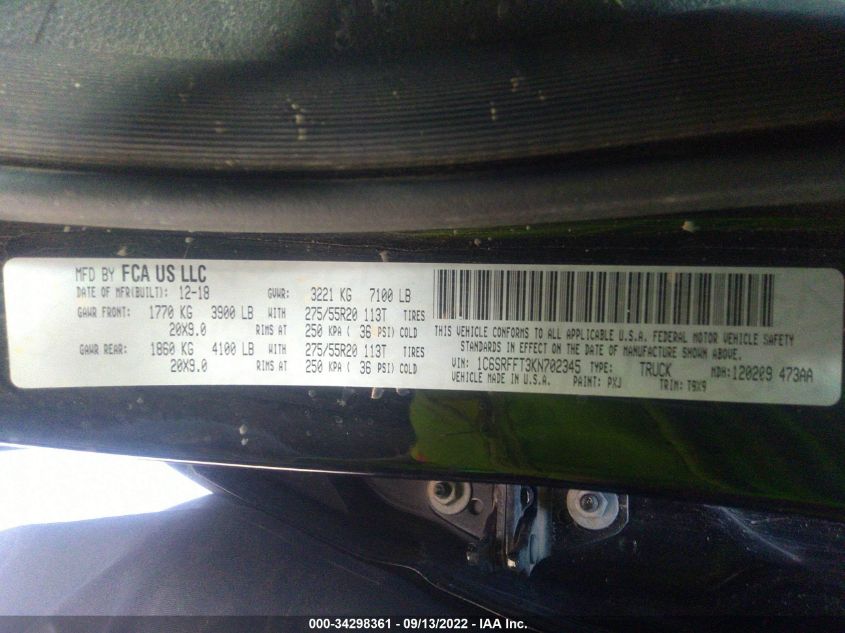 MFD BY FCA US LLC
DATE OF MFR(BUILT): 12-18 GVWR: 3221 KG 7100 LB
GAWR FRONT: 1770 KG 3900 LB WITH 275/55R20 113T TIRES
20X9.0 RIMS AT 250 KPA ( 36 PSI) COLD
GAWR REAR: 1860 KG 4100 LB WITH 275/55R20 113T TIRES
20X9.0 RIMS AT 250 KPA ( 36 PSI) COLD
THIS VEHICLE CONFORMS TO ALL APPLICABLE U.S.A. FEDERAL MOTOR VEHICLE SAFETY
STANDARDS IN EFFECT ON THE DATE OF MANUFACTURE SHOWN ABOVE.
VIN: 1C6SRFFT3KN702345 TYPE: TRUCK MDH: 120209 473AA
VEHICLE MADE IN U.S.A. PAINT: PXJ TRIM: T9X9
000-34298361 - 09/13/2022 - IAA Inc.